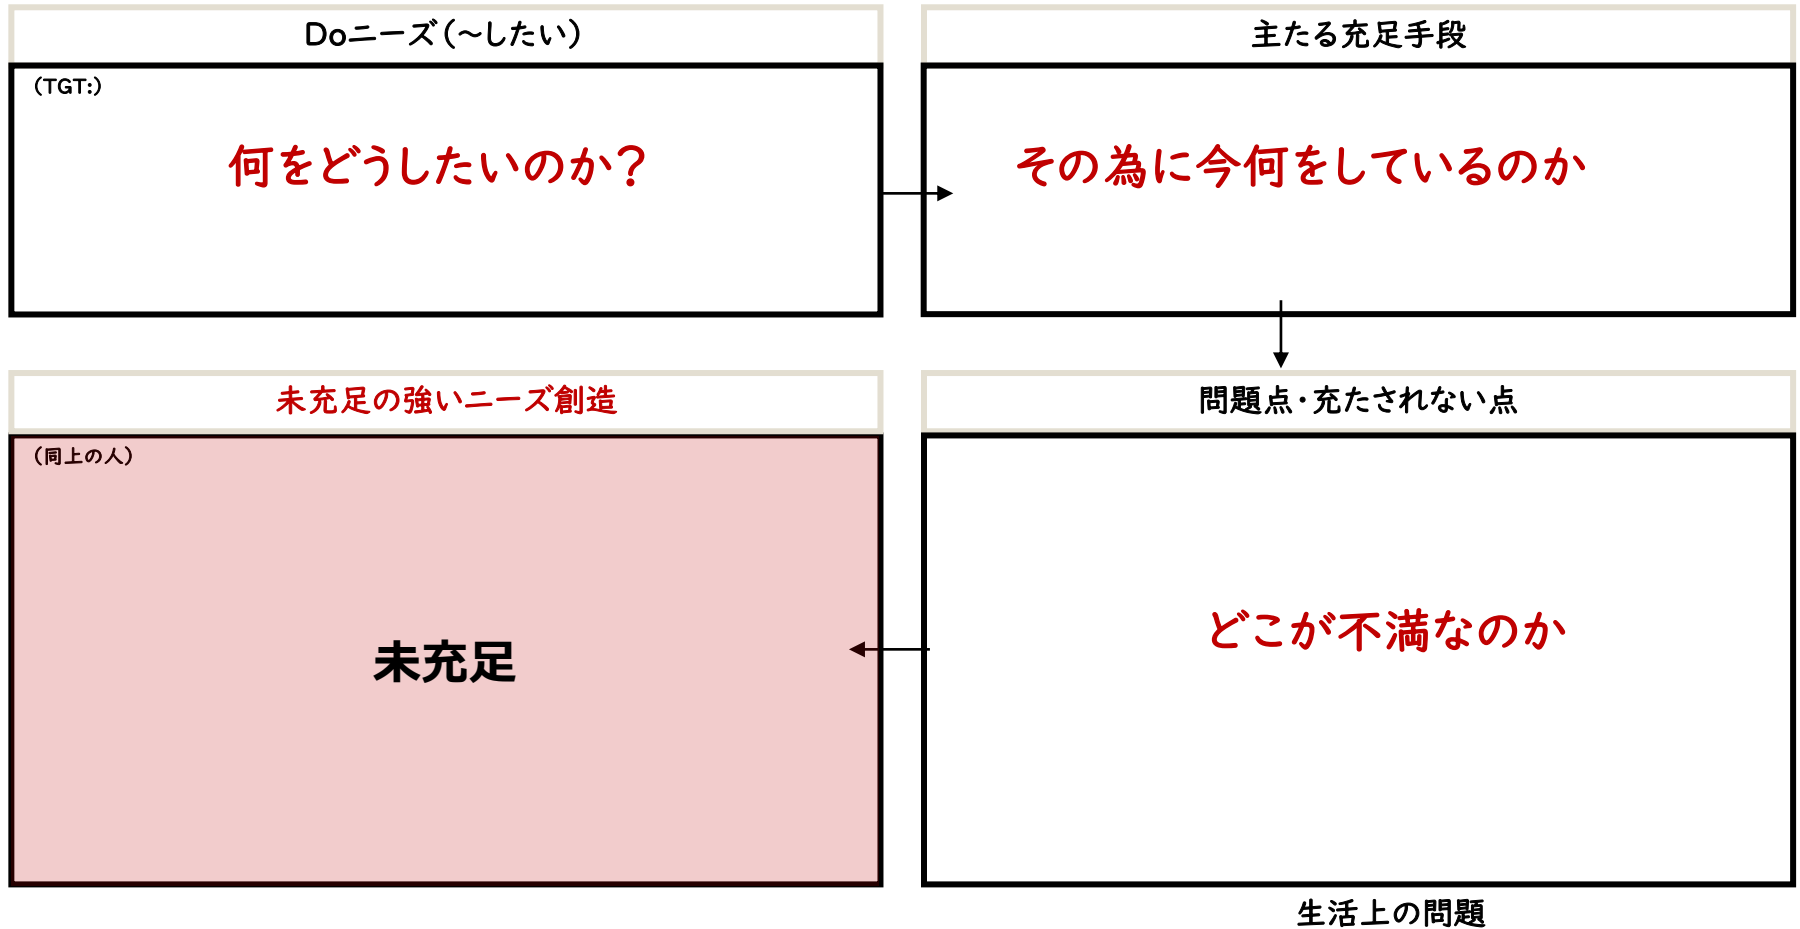 Doニーズ（～したい）
主たる充足手段
（TGT:）
何をどうしたいのか？
その為に今何をしているのか
未充足の強いニーズ創造
問題点・充たされない点
（同上の人）
どこが不満なのか
未充足
生活上の問題